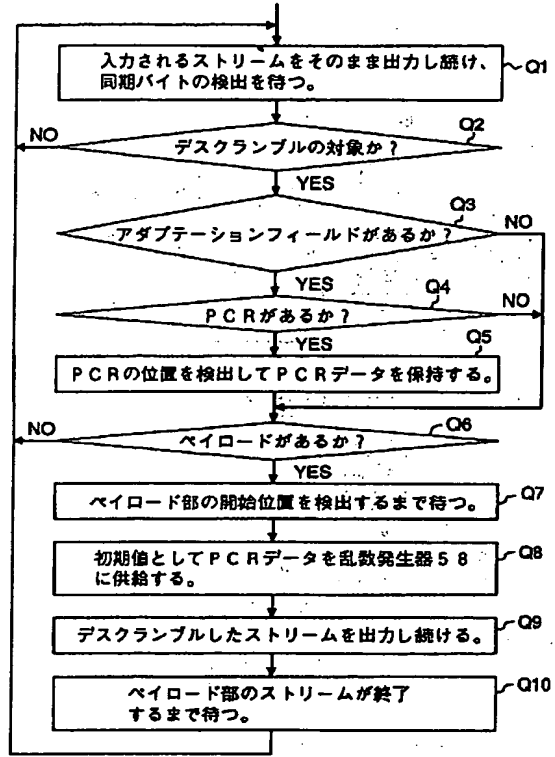 入力されるストリームをそのまま出力し続け、
同期バイトの検出を待つ。
Q1
Q2
NO
デスクランブルの対象か？
YES
Q3
NO
アダプテーションフィールドがあるか？
YES
Q4
NO
ＰＣＲがあるか？
YES
Q5
ＰＣＲの位置を検出してＰＣＲデータを保持する。
NO
Q6
ペイロードがあるか？
YES
ペイロード部の開始位置を検出するまで待つ。
Q7
初期値としてＰＣＲデータを乱数発生器５８
に供給する。
Q8
デスクランブルしたストリームを出力し続ける。
Q9
ペイロード部のストリームが終了
するまで待つ。
Q10